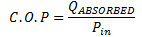 C.O.P = Q_ABSORBED / P_in